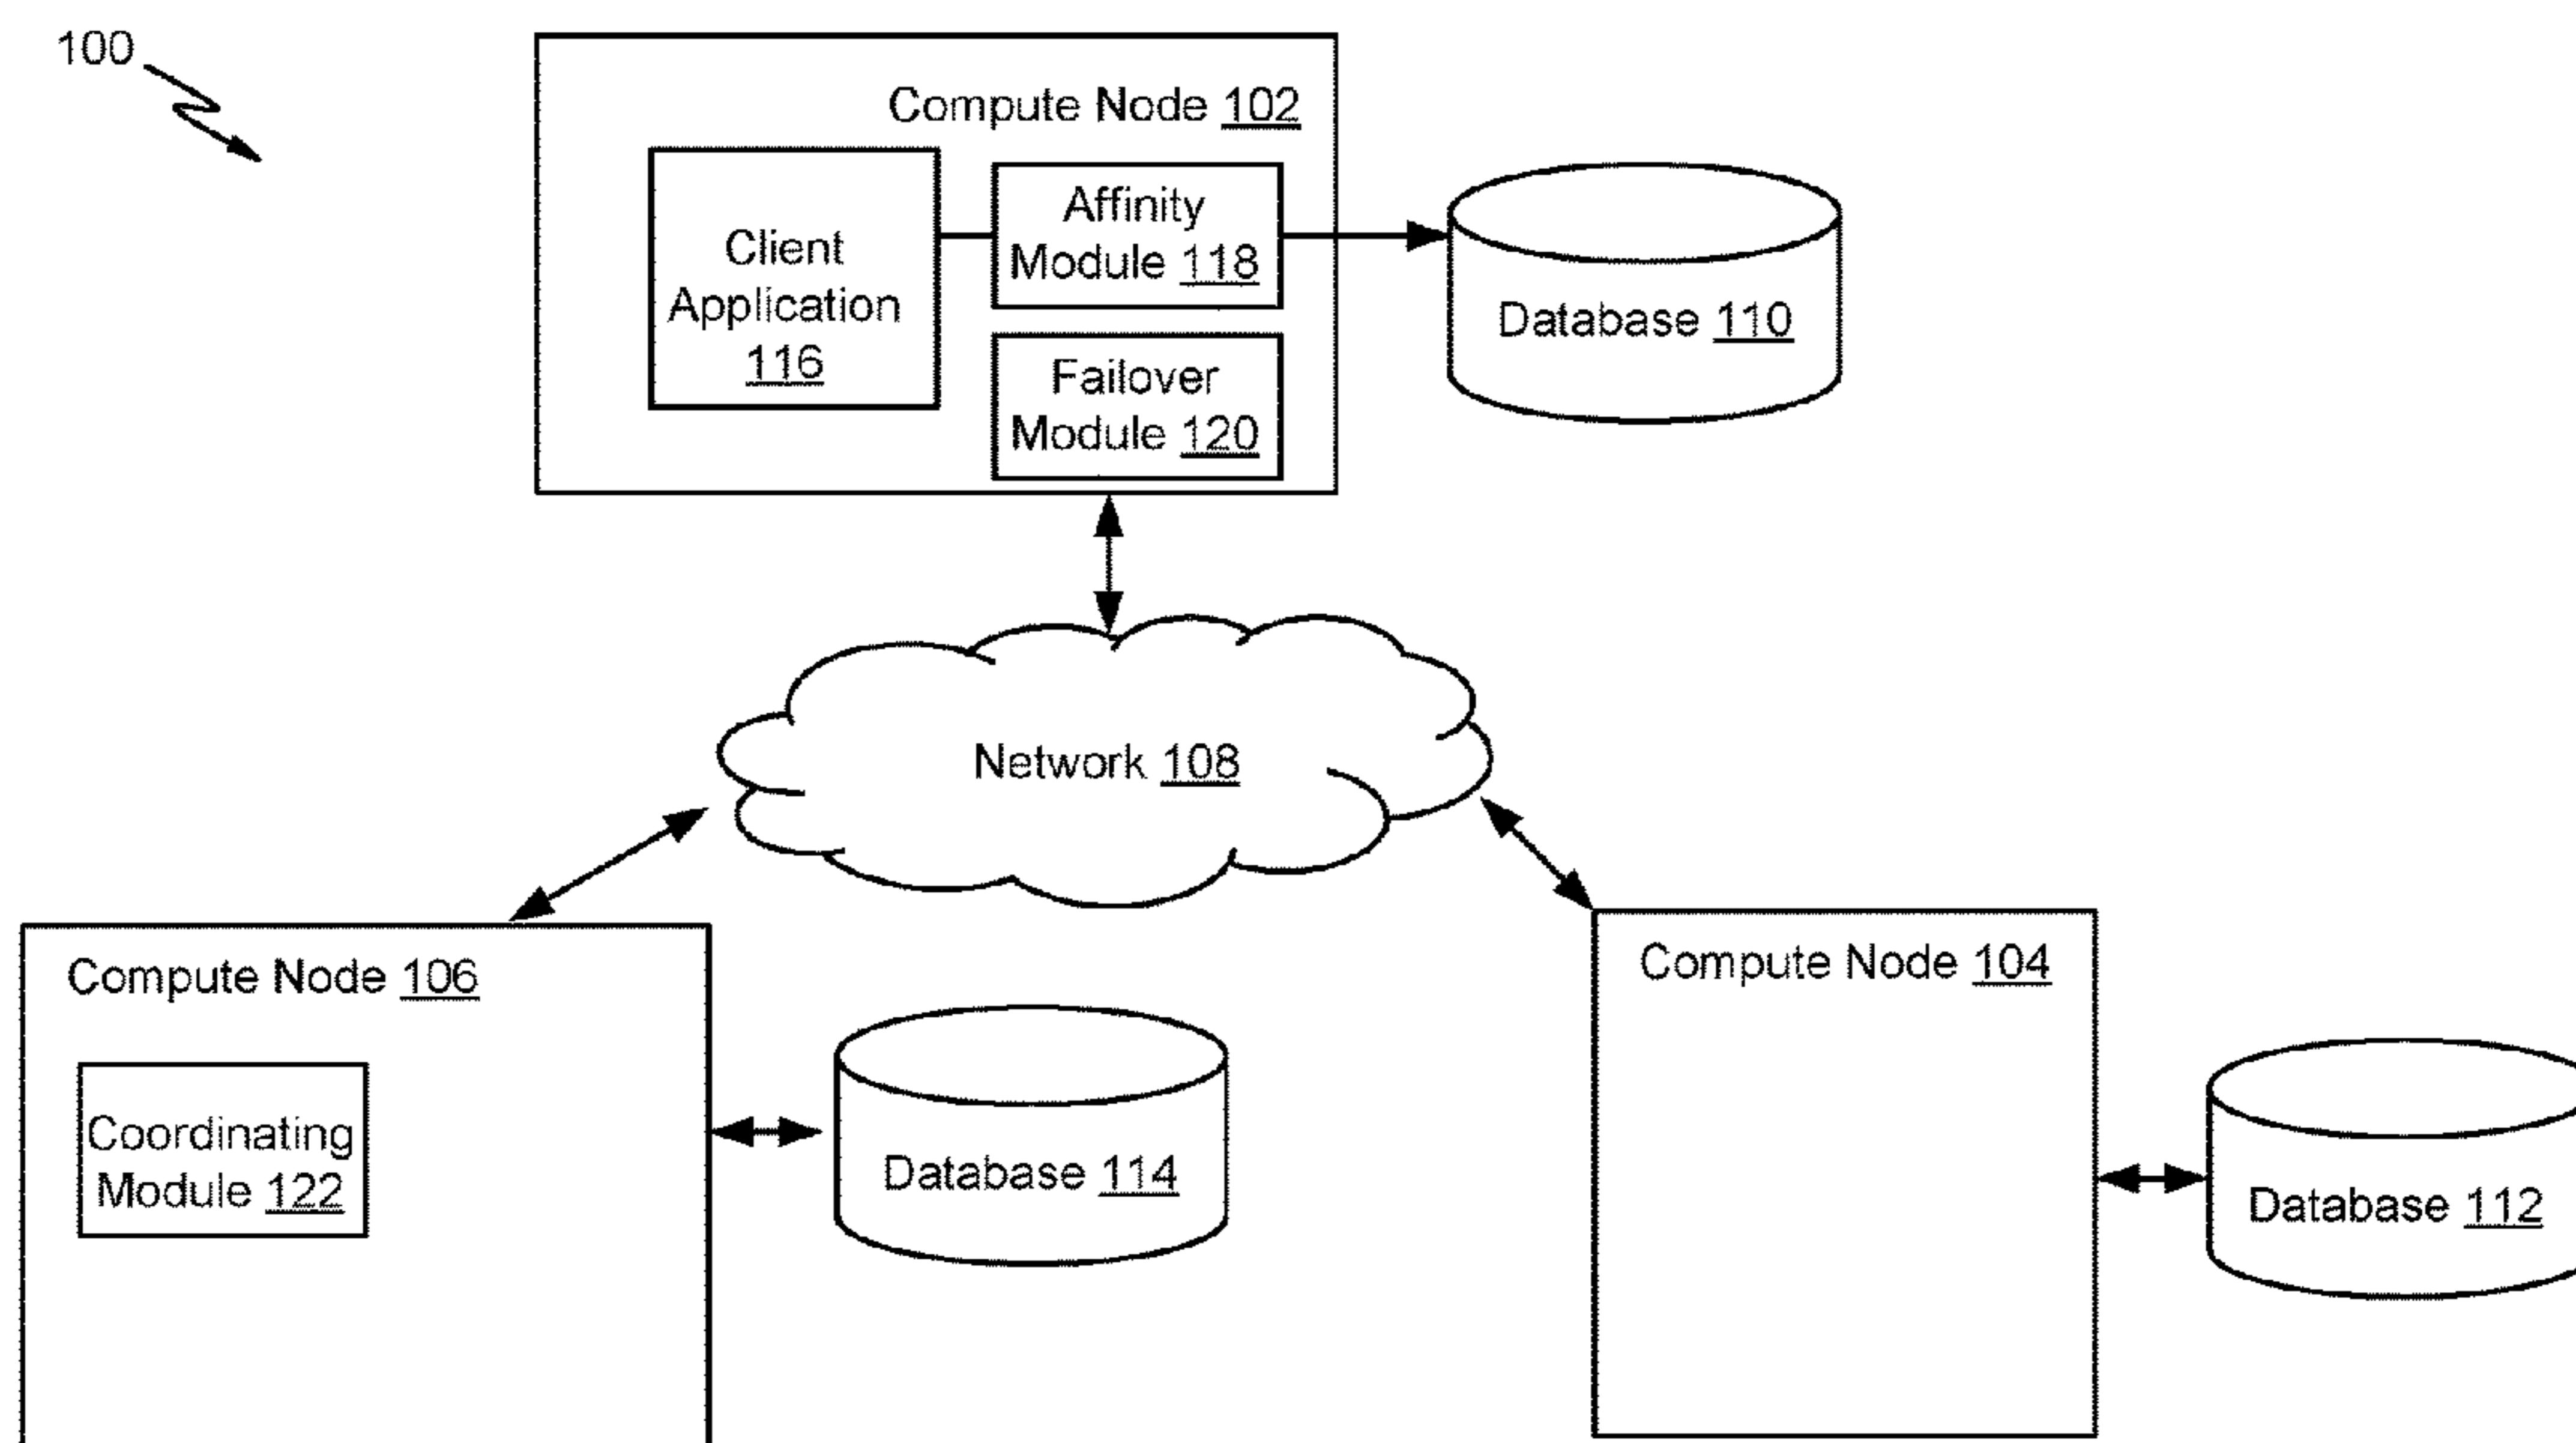 100
Compute Node 102
Client
Application
116
Affinity
Module 118
Failover
Module 120
Database 110
Network 108
Compute Node 106
Coordinating
Module 122
Database 114
Compute Node 104
Database 112